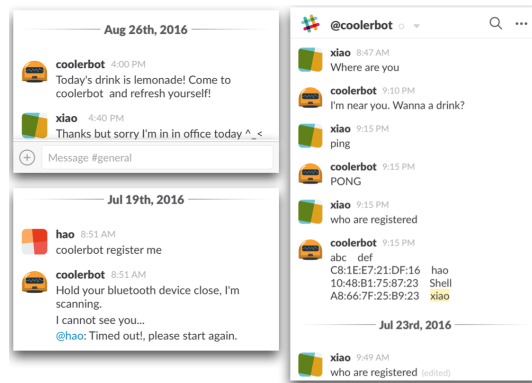 Aug 26th, 2016
coolerbot 4:00 PM
Today's drink is lemonade! Come to
coolerbot and refresh yourself!
xiao 4:40 PM
Thanks but sorry I'm in in office today ^_<
Message #general
Jul 19th, 2016
hao 8:51 AM
coolerbot register me
coolerbot 8:51 AM
Hold your bluetooth device close, I'm
scanning.
I cannot see you...
@hao: Timed out!, please start again.
@coolerbot
xiao 8:47 AM
Where are you
coolerbot 9:10 PM
I'm near you. Wanna a drink?
xiao 9:15 PM
ping
coolerbot 9:15 PM
PONG
xiao 9:15 PM
who are registered
coolerbot 9:15 PM
abc def
C8:1E:E7:21:DF:16 hao
10:48:B1:75:87:23 Shell
A8:66:7F:25:B9:23 xiao
Jul 23rd, 2016
xiao 9:49 AM
who are registered (edited)